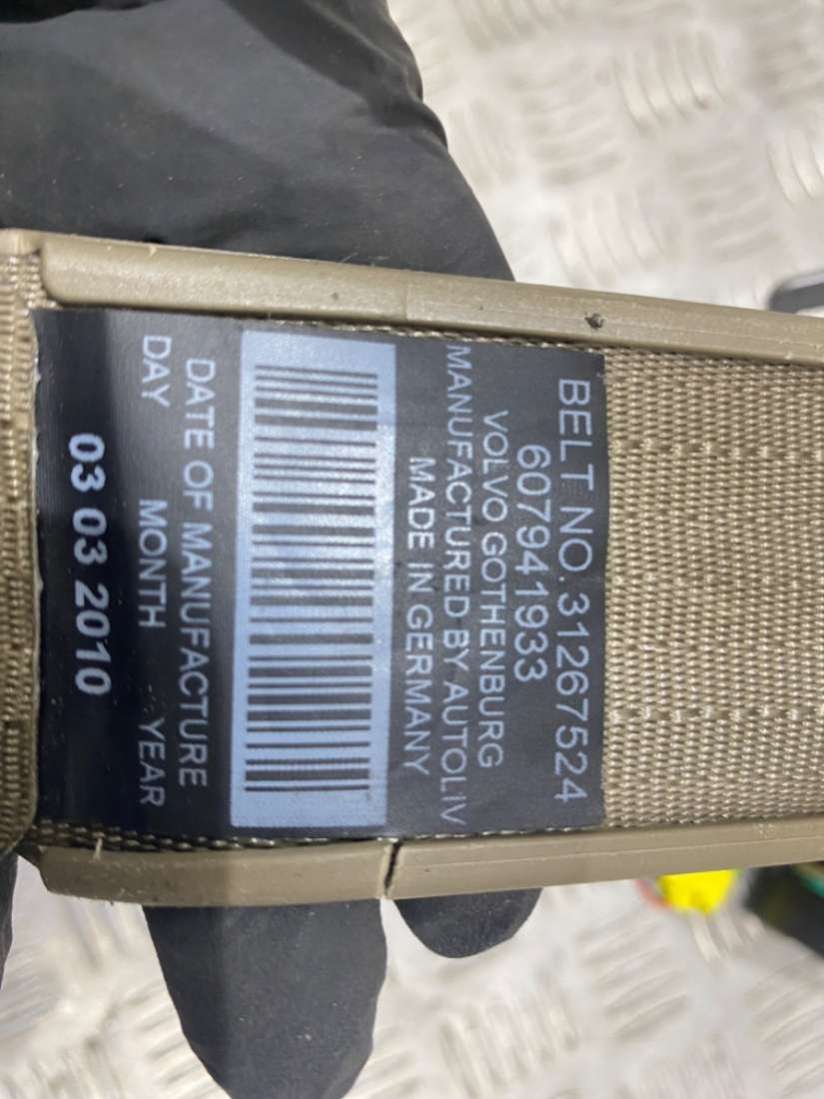 BELT NO.31267524
607941933
VOLVO GOTHENBURG
MANUFACTURED BY AUTOLIV
MADE IN GERMANY
DATE OF MANUFACTURE
DAY MONTH YEAR
03 03 2010